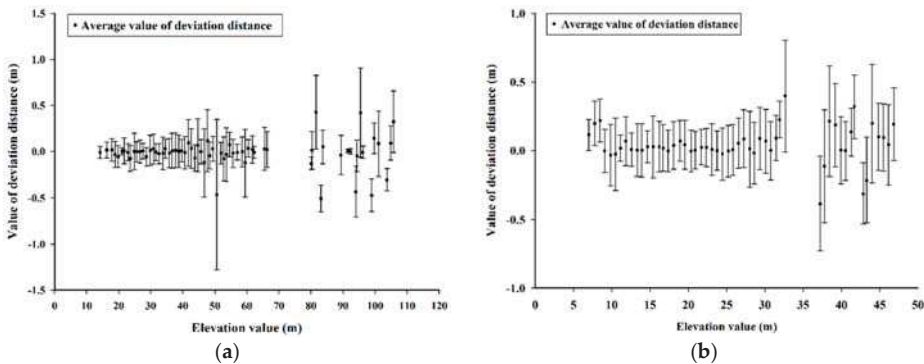 Average value of deviation distance
1.5
1.0
0.5
0.0
-0.5
-1.0
-1.5
Value of deviation distance (m)
0 10 20 30 40 50 60 70 80 90 100 110 120
Elevation value (m)
(a)
Average value of deviation distance
1.0
0.5
0.0
-0.5
-1.0
Value of deviation distance (m)
0 5 10 15 20 25 30 35 40 45 50
Elevation value (m)
(b)